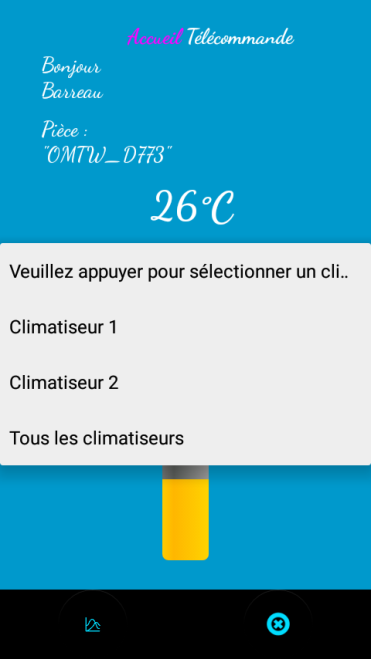 Accueil Télécommande
Bonjour
Barreau
Pièce :
"OMTW_D773"
26°C
Veuillez appuyer pour sélectionner un cli..
Climatiseur 1
Climatiseur 2
Tous les climatiseurs